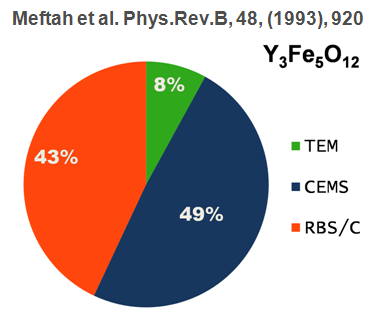 Meftah et al. Phys.Rev.B, 48, (1993), 920
Y₃Fe₅O₁₂
8%
TEM
43%
CEMS
49%
RBS/C